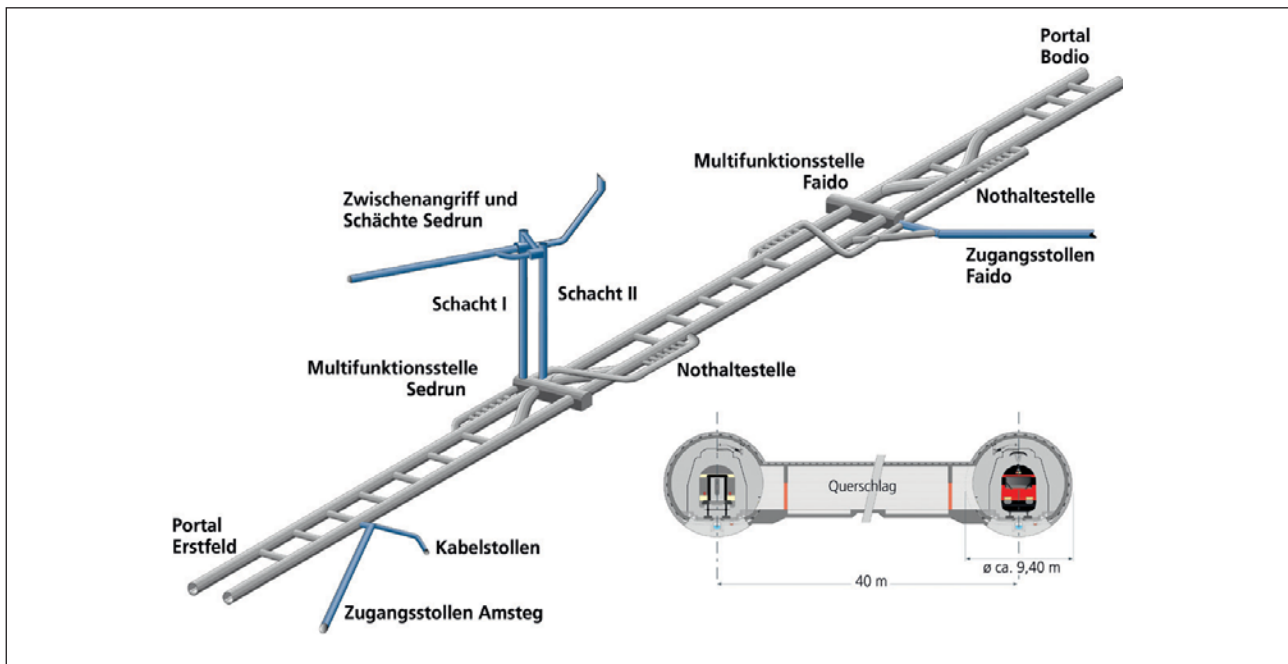 Portal
Bodio
Multifunktionsstelle
Faido
Nothaltestelle
Zwischenangriff und
Schächte Sedrun
Zugangsstollen
Faido
Schacht I
Schacht II
Multifunktionsstelle
Sedrun
Nothaltestelle
Querschlag
Portal
Erstfeld
Kabelstollen
ø ca. 9,40 m
40 m
Zugangsstollen Amsteg